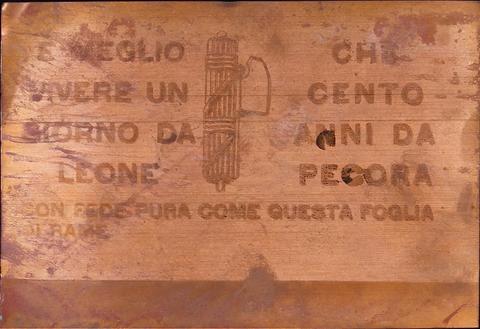 È MEGLIO CHE
VIVERE UN CENTO
GIORNO DA ANNI DA
LEONE PECORA
CON FEDE PURA COME QUESTA FOGLIA
DI RAME